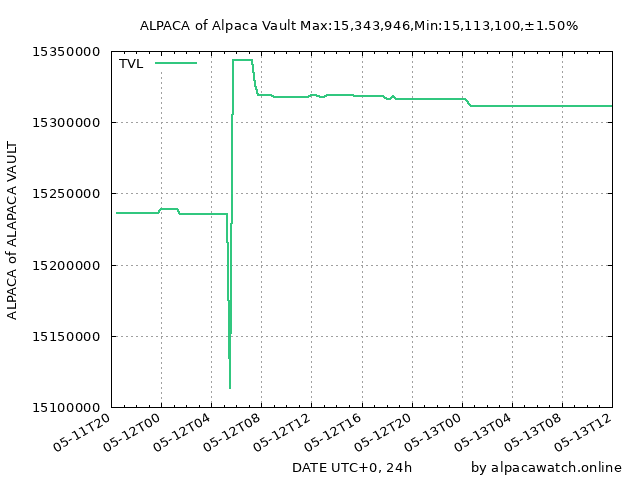 ALPACA of Alpaca Vault Max:15,343,946,Min:15,113,100,±1.50%
TVL
15350000
15300000
15250000
15200000
15150000
15100000
ALPACA of ALAPACA VAULT
05-11T20
05-12T00
05-12T04
05-12T08
05-12T12
05-12T16
05-12T20
05-13T00
05-13T04
05-13T08
05-13T12
DATE UTC+0, 24h
by alpacawatch.online